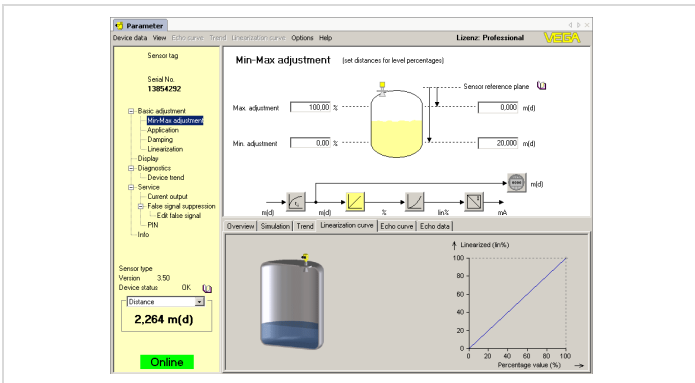 Parameter
Device data View Echo curve Trend Linearization curve Options Help Lizenz: Professional VEGA
Sensor tag
Serial No.
13854292
Basic adjustment
Min-Max adjustment
Application
Damping
Linearization
Display
Diagnostics
Device trend
Service
Current output
False signal suppression
Edit false signal
PIN
Info
Sensor type
Version 3.50
Device status OK
Distance
2,264 m(d)
Online
Min-Max adjustment (set distances for level percentages)
Sensor reference plane
Max. adjustment 100,00 % 0,000 m(d)
Min. adjustment 0,00 % 20,000 m(d)
m(d)
m(d) m(d) % lin% mA
Overview Simulation Trend Linearization curve Echo curve Echo data
Linearized (lin%)
100
80
60
40
20
0
0 20 40 60 80 100
Percentage value (%)